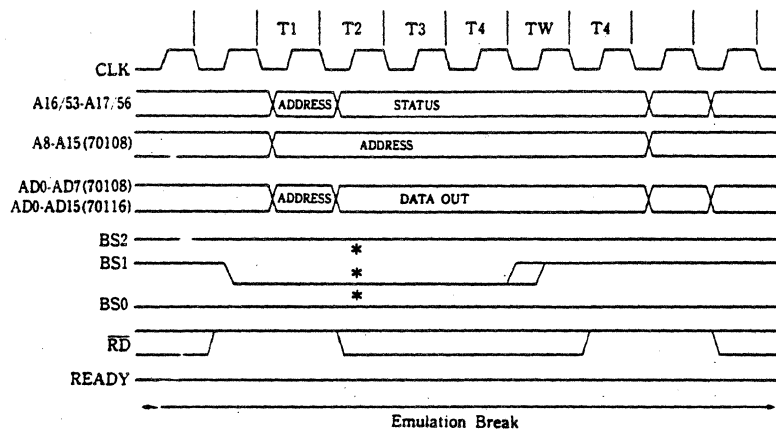 T1 T2 T3 T4 TW T4
CLK
A16/53-A17/56 ADDRESS STATUS
A8-A15(70108) ADDRESS
AD0-AD7(70108)
AD0-AD15(70116) ADDRESS DATA OUT
BS2
*
BS1
*
*
BS0
RD
READY
Emulation Break